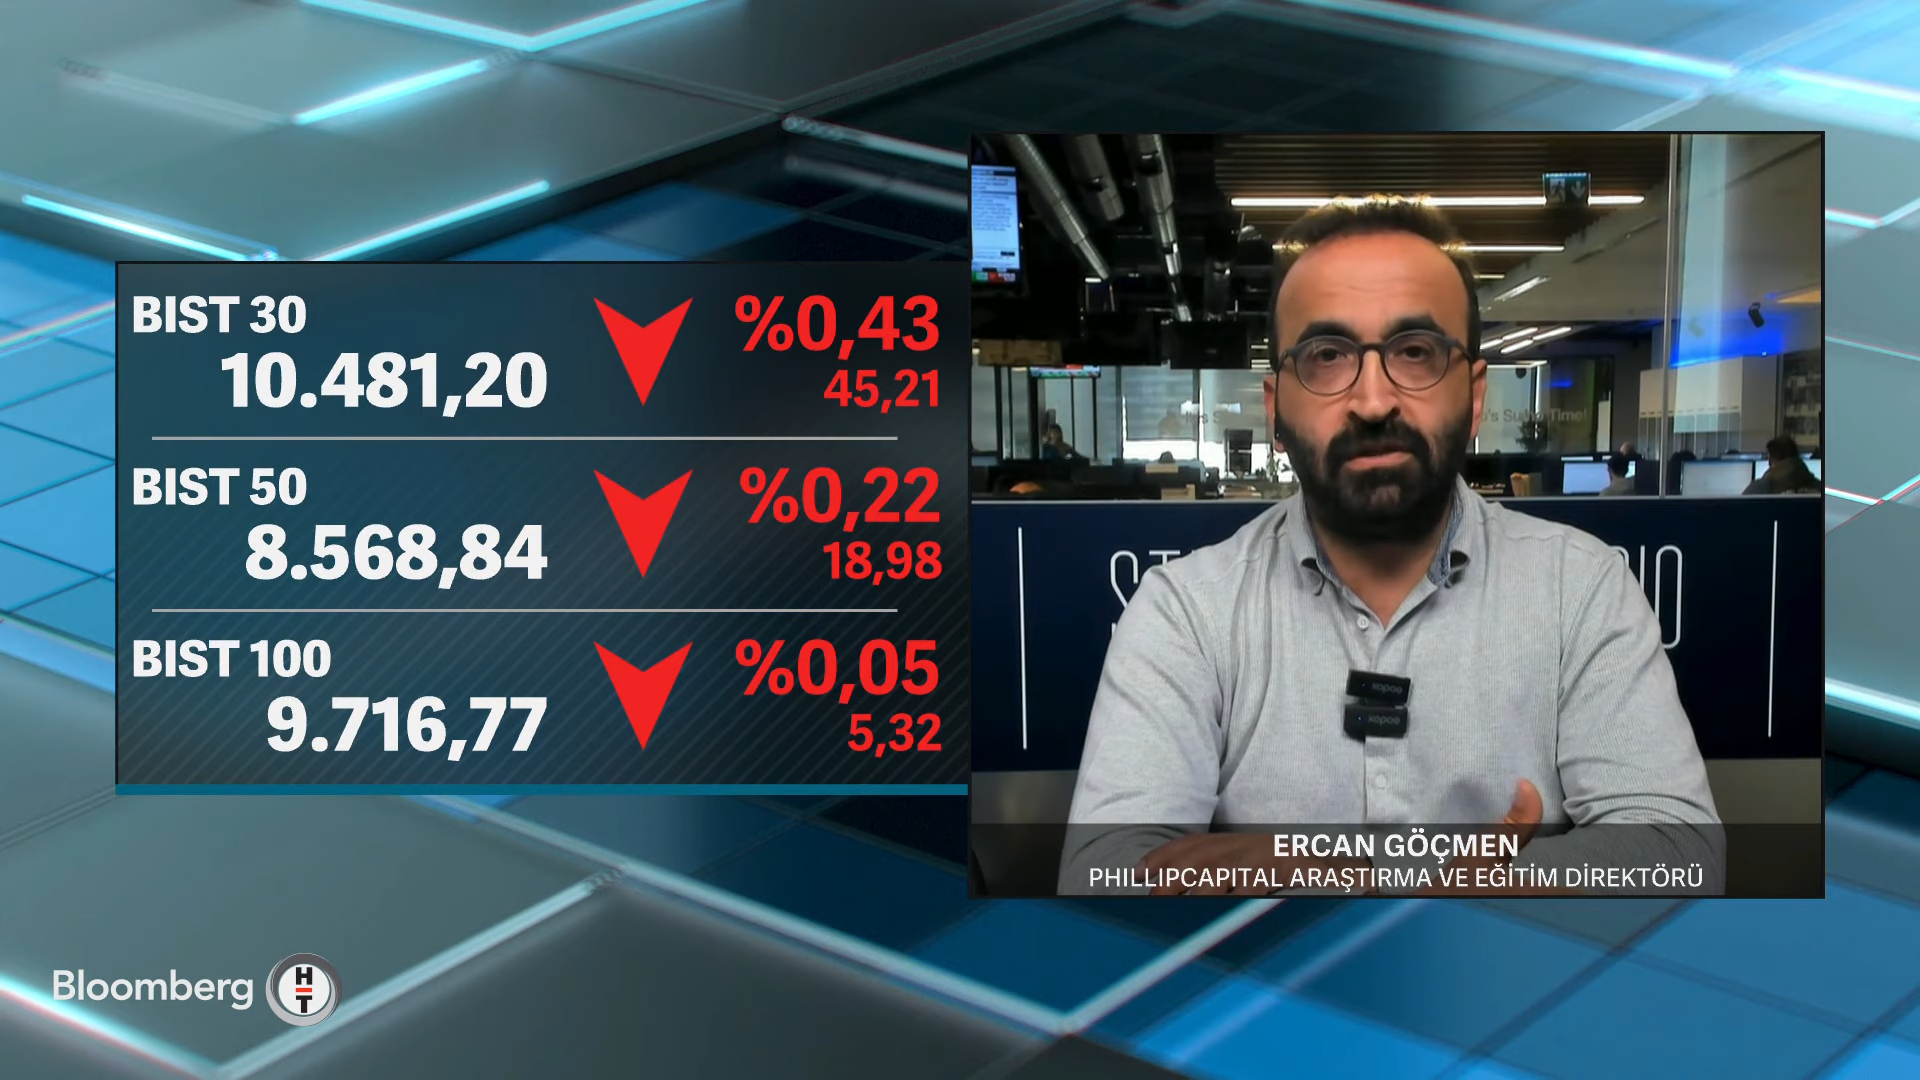 BIST 30
10.481,20
%0,43
45,21
BIST 50
8.568,84
%0,22
18,98
BIST 100
9.716,77
%0,05
5,32
ERCAN GÖÇMEN
PHILLIPCAPITAL ARAŞTIRMA VE EĞİTİM DİREKTÖRÜ
Bloomberg HT